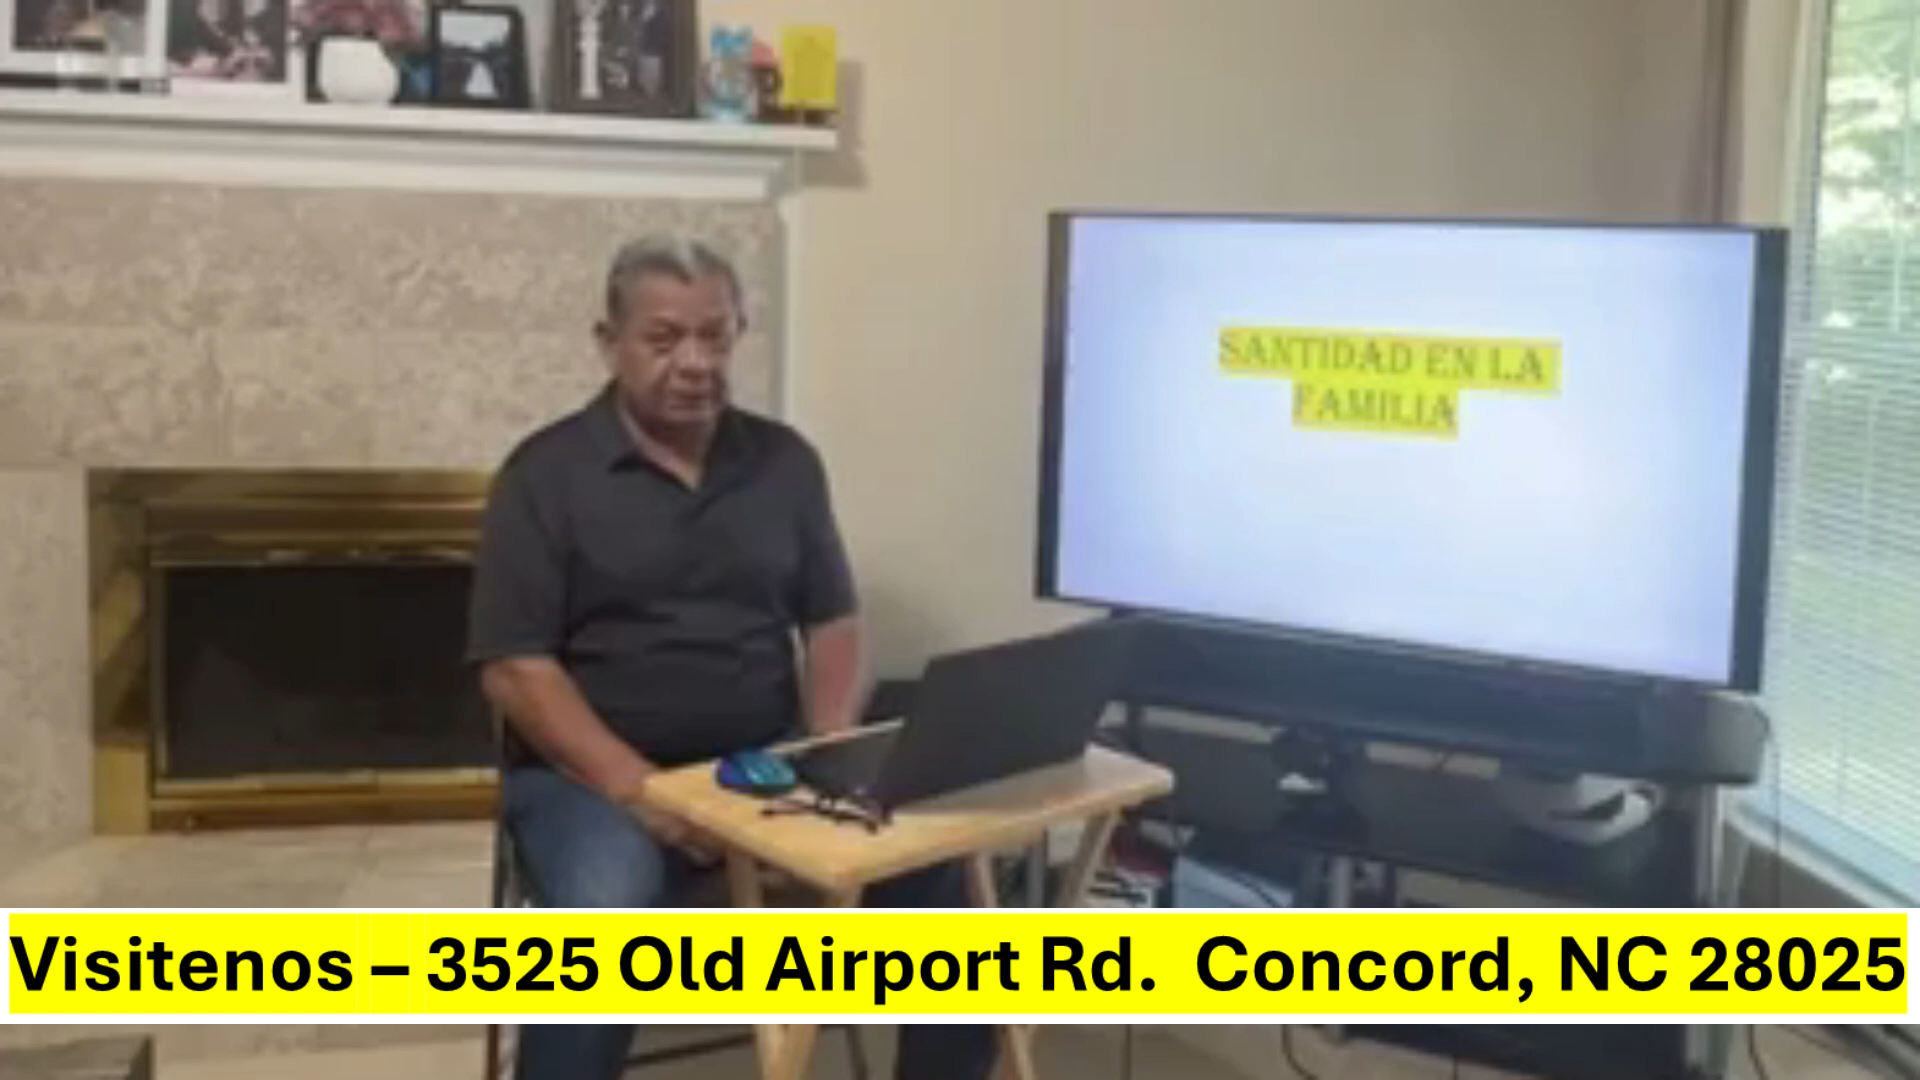 SANTIDAD EN LA
FAMILIA
Visitenos – 3525 Old Airport Rd. Concord, NC 28025